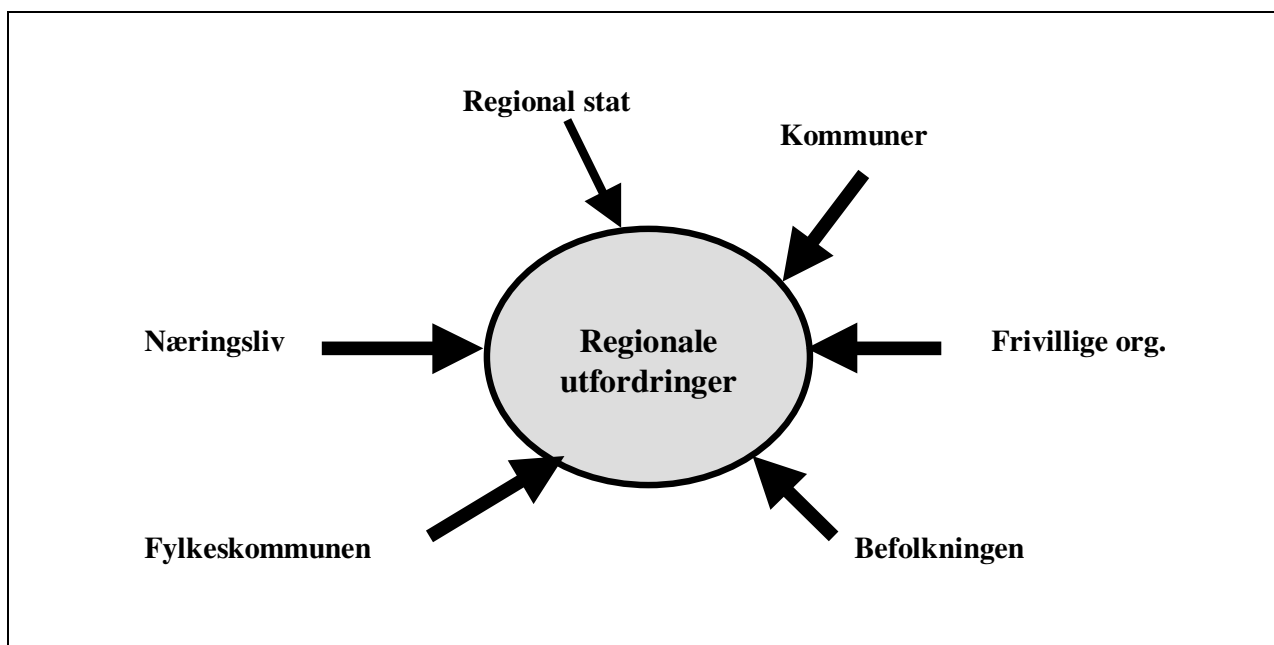 Regional stat
Kommuner
Næringsliv
Regionale
utfordringer
Frivillige org.
Fylkeskommunen
Befolkningen